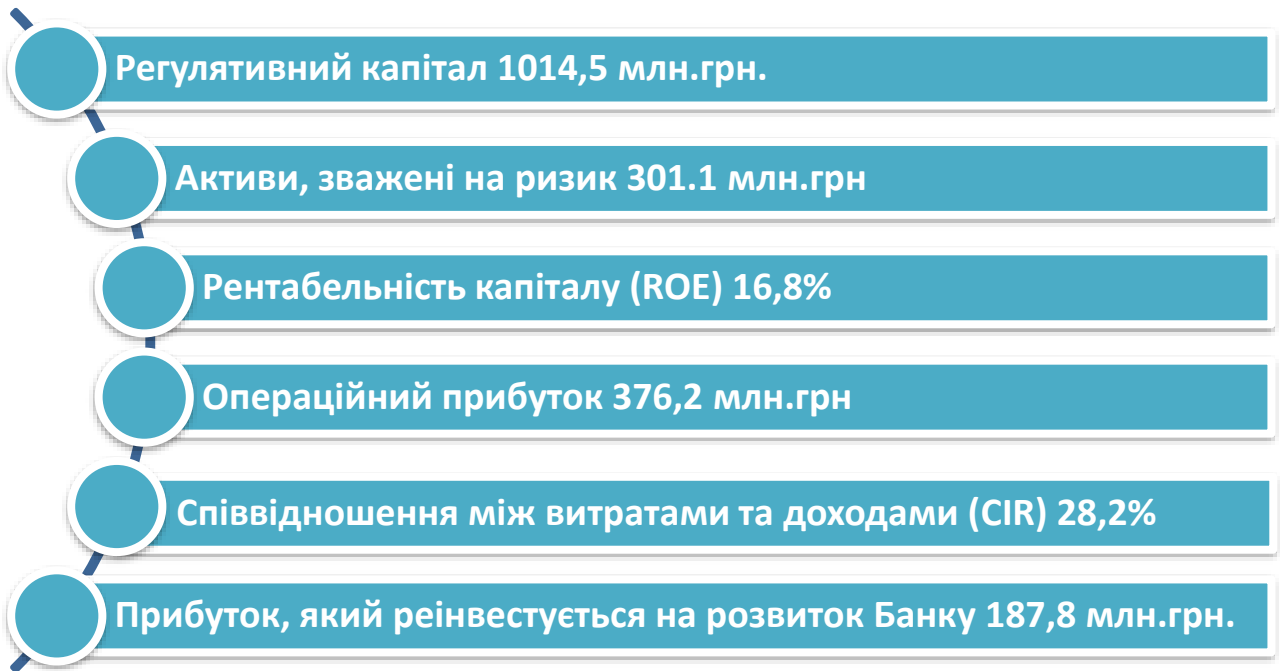 Регулятивний капітал 1014,5 млн.грн.
Активи, зважені на ризик 301.1 млн.грн
Рентабельність капіталу (ROE) 16,8%
Операційний прибуток 376,2 млн.грн
Співвідношення між витратами та доходами (CIR) 28,2%
Прибуток, який реінвестується на розвиток Банку 187,8 млн.грн.